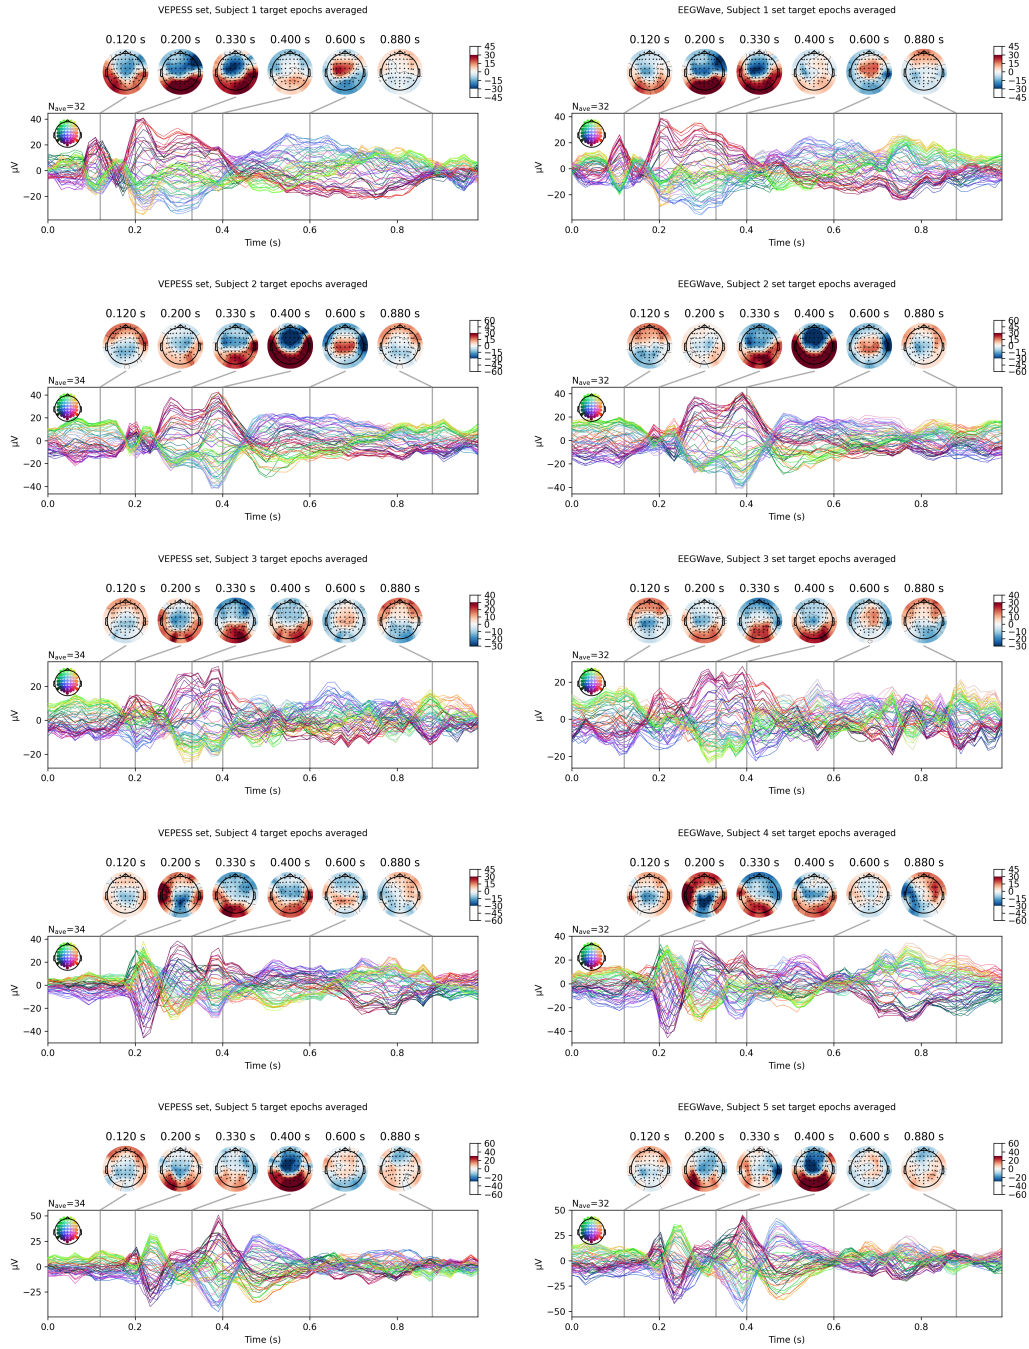 VEPESS set, Subject 1 target epochs averaged
0.120 s 0.200 s 0.330 s 0.400 s 0.600 s 0.880 s
45
30
15
0
−15
−30
−45
Nave=32
40
20
0
−20
µV
0.0 0.2 0.4 0.6 0.8
Time (s)
EEGWave, Subject 1 set target epochs averaged
0.120 s 0.200 s 0.330 s 0.400 s 0.600 s 0.880 s
45
30
15
0
−15
−30
−45
Nave=32
40
20
0
−20
µV
0.0 0.2 0.4 0.6 0.8
Time (s)
VEPESS set, Subject 2 target epochs averaged
0.120 s 0.200 s 0.330 s 0.400 s 0.600 s 0.880 s
60
45
30
15
0
−15
−30
−45
−60
Nave=34
40
20
0
−20
−40
µV
0.0 0.2 0.4 0.6 0.8
Time (s)
EEGWave, Subject 2 set target epochs averaged
0.120 s 0.200 s 0.330 s 0.400 s 0.600 s 0.880 s
60
45
30
15
0
−15
−30
−45
−60
Nave=32
40
20
0
−20
−40
µV
0.0 0.2 0.4 0.6 0.8
Time (s)
VEPESS set, Subject 3 target epochs averaged
0.120 s 0.200 s 0.330 s 0.400 s 0.600 s 0.880 s
40
30
20
10
0
−10
−20
−30
Nave=34
20
0
−20
µV
0.0 0.2 0.4 0.6 0.8
Time (s)
EEGWave, Subject 3 set target epochs averaged
0.120 s 0.200 s 0.330 s 0.400 s 0.600 s 0.880 s
40
30
20
10
0
−10
−20
−30
Nave=32
20
0
−20
µV
0.0 0.2 0.4 0.6 0.8
Time (s)
VEPESS set, Subject 4 target epochs averaged
0.120 s 0.200 s 0.330 s 0.400 s 0.600 s 0.880 s
45
30
15
0
−15
−30
−45
−60
Nave=34
40
20
0
−20
−40
µV
0.0 0.2 0.4 0.6 0.8
Time (s)
EEGWave, Subject 4 set target epochs averaged
0.120 s 0.200 s 0.330 s 0.400 s 0.600 s 0.880 s
45
30
15
0
−15
−30
−45
−60
Nave=32
40
20
0
−20
−40
µV
0.0 0.2 0.4 0.6 0.8
Time (s)
VEPESS set, Subject 5 target epochs averaged
0.120 s 0.200 s 0.330 s 0.400 s 0.600 s 0.880 s
60
40
20
0
−20
−40
−60
Nave=34
50
25
0
−25
µV
0.0 0.2 0.4 0.6 0.8
Time (s)
EEGWave, Subject 5 set target epochs averaged
0.120 s 0.200 s 0.330 s 0.400 s 0.600 s 0.880 s
60
40
20
0
−20
−40
−60
Nave=32
50
25
0
−25
−50
µV
0.0 0.2 0.4 0.6 0.8
Time (s)